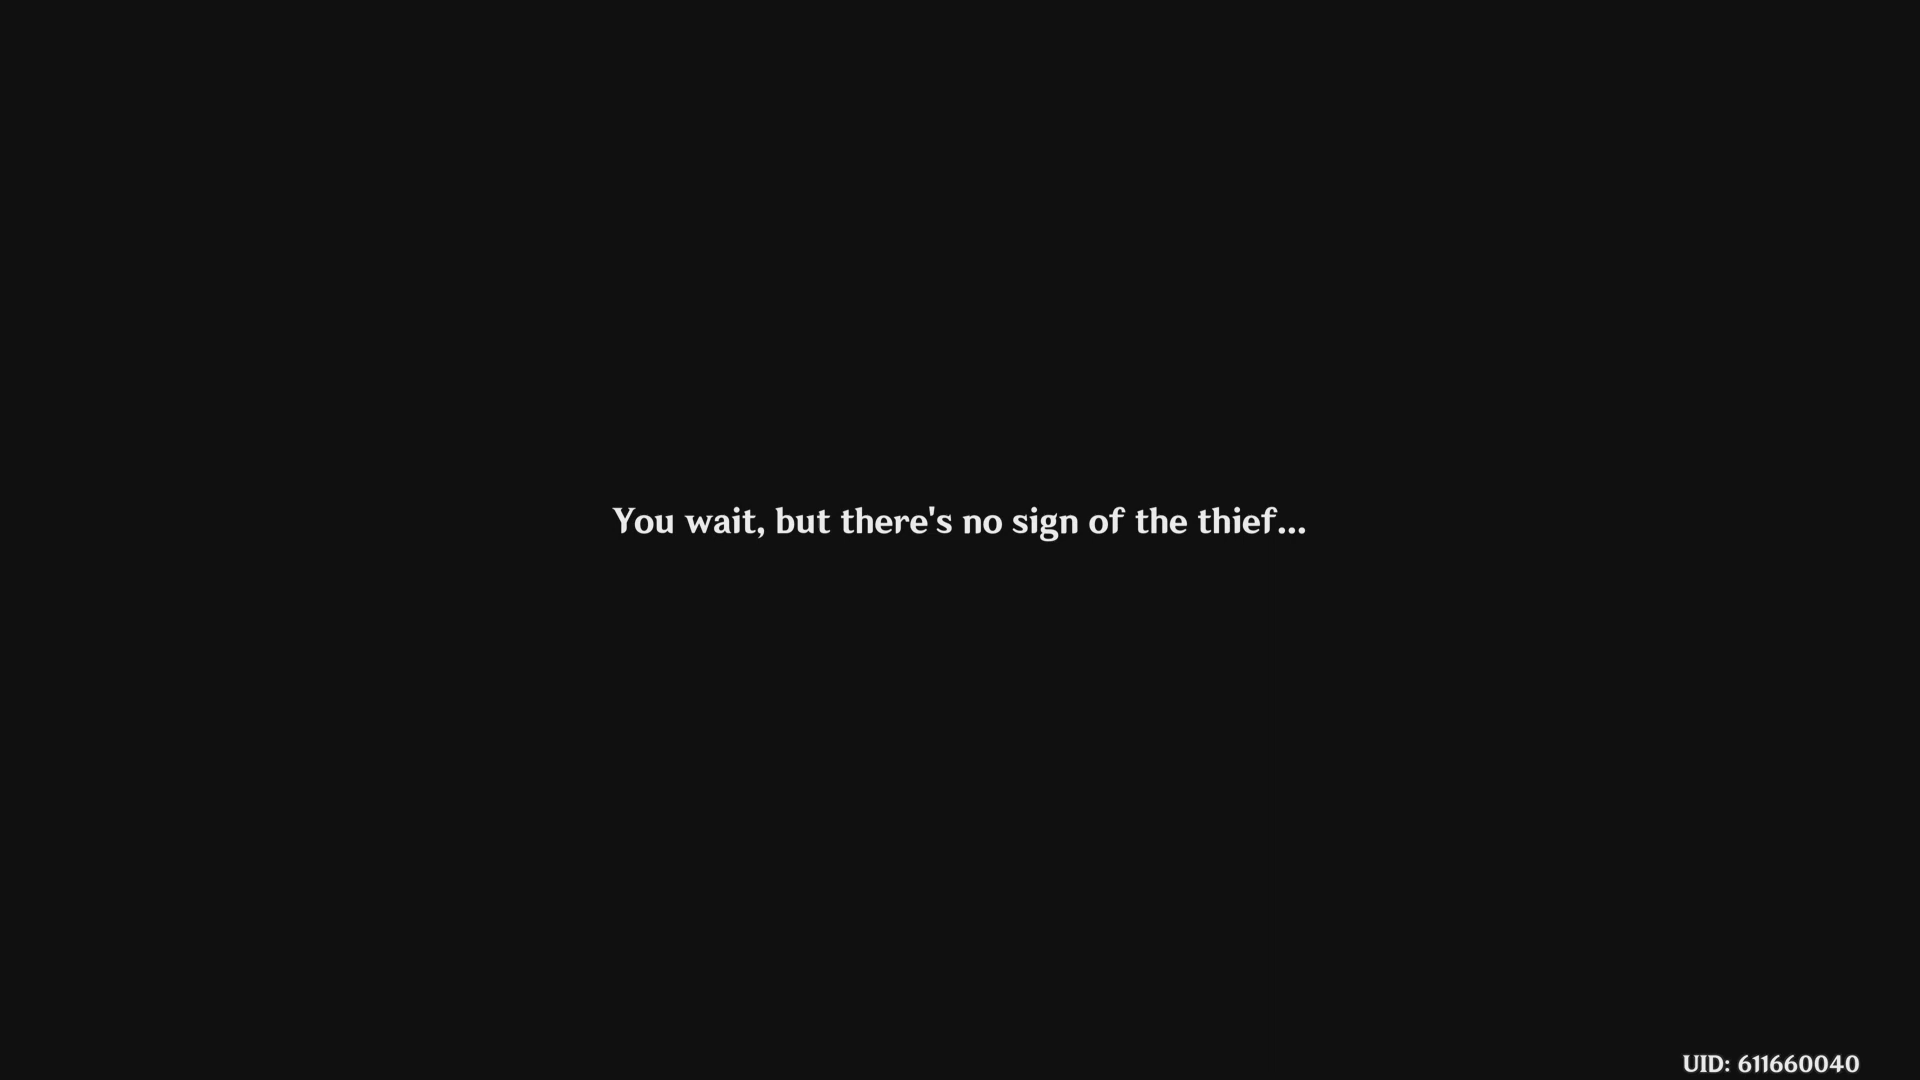 You wait, but there's no sign of the thief...
UID: 611660040